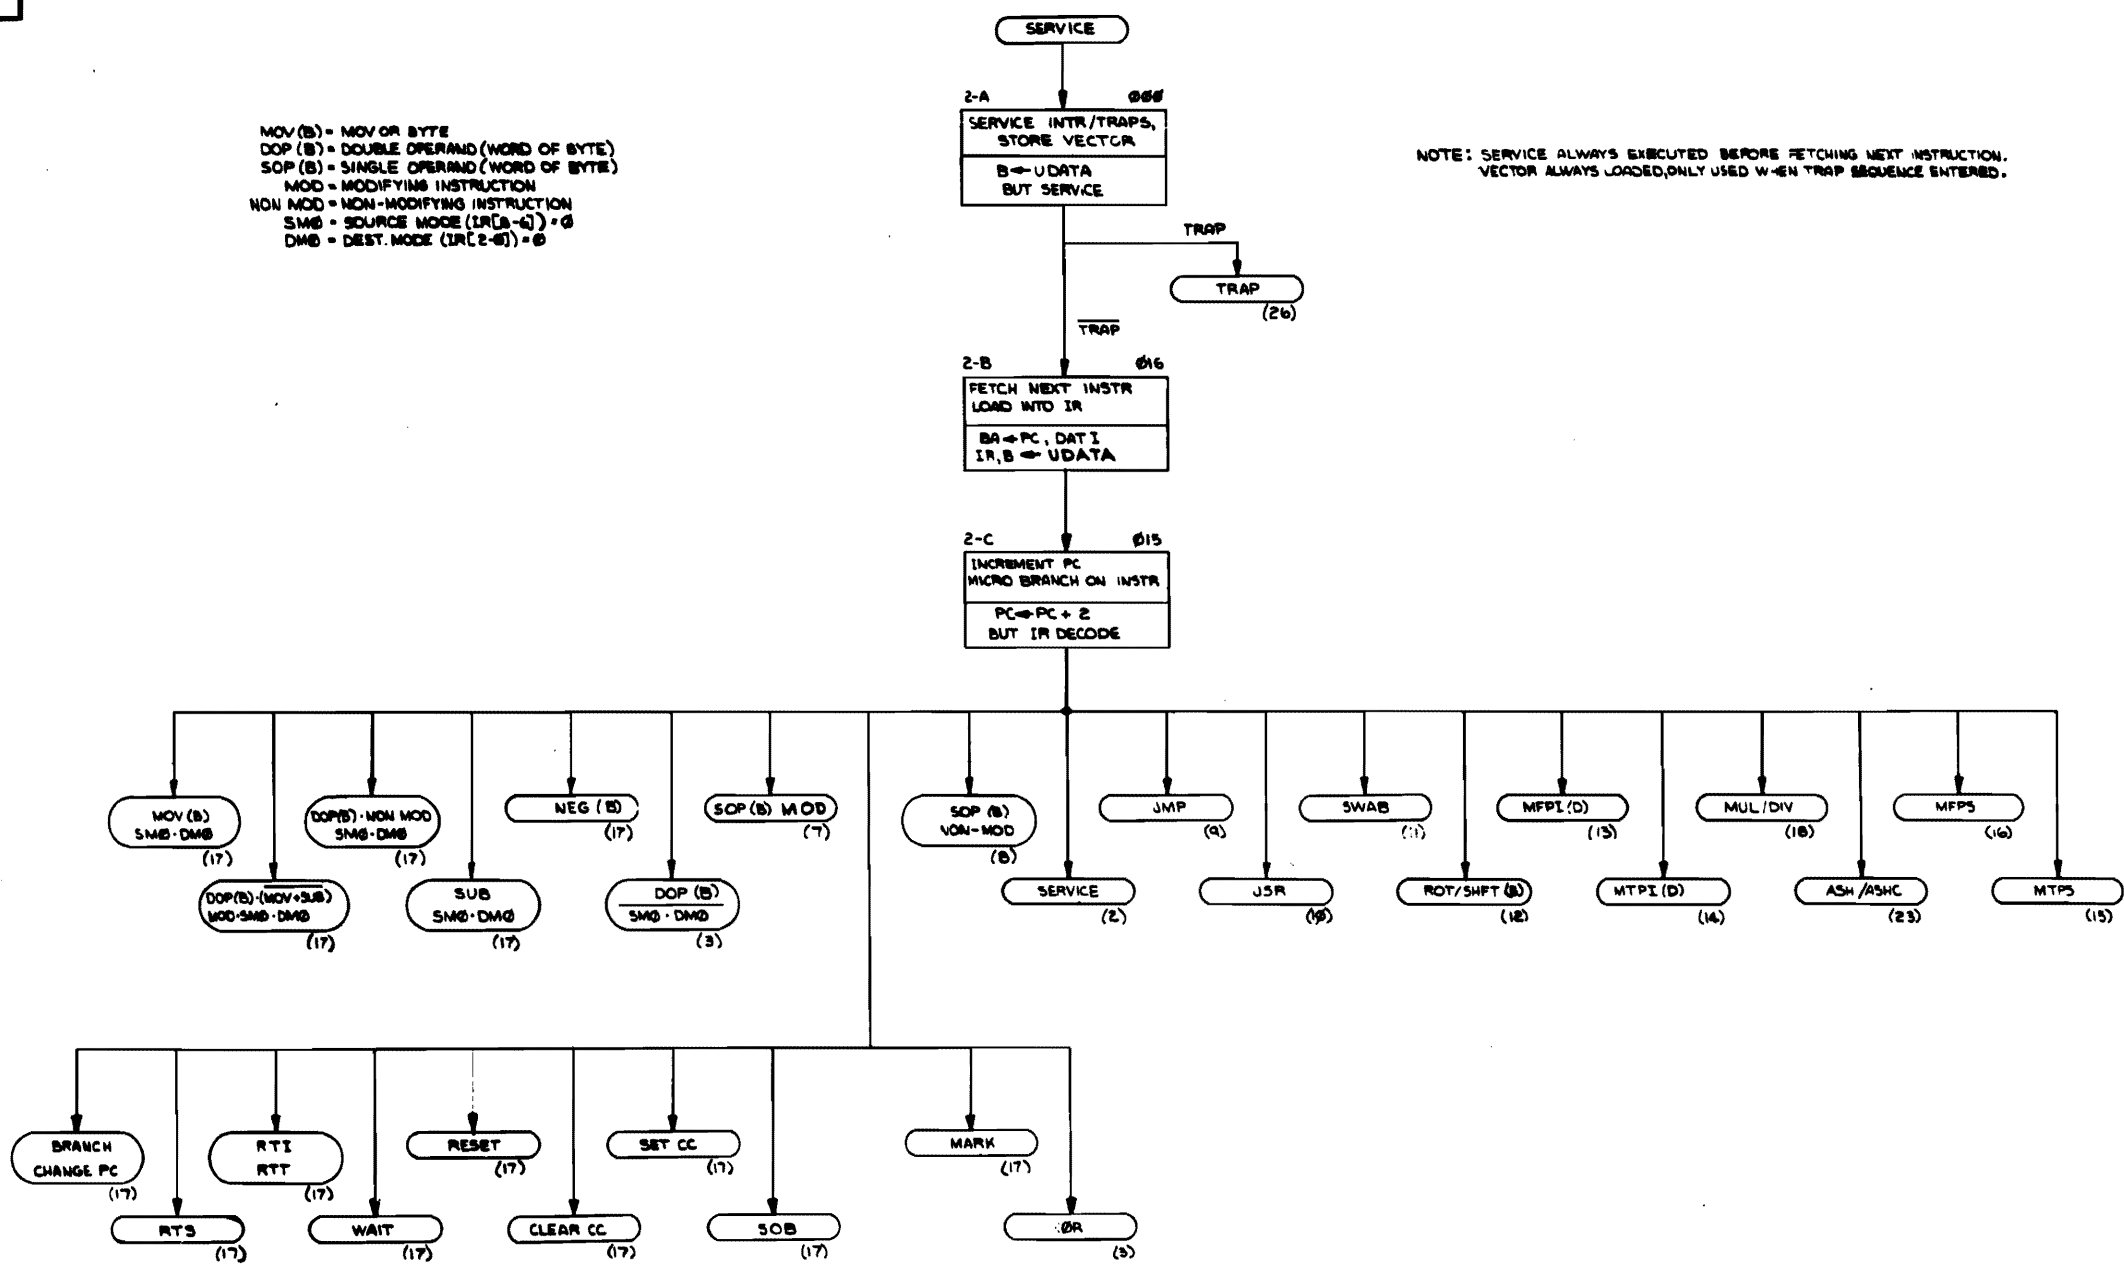 SERVICE
2-A ØØØ
SERVICE INTR/TRAPS,
STORE VECTOR
B←UDATA
BUT SERVICE
MOV (B) = MOV OR BYTE
DOP (B) = DOUBLE OPERAND (WORD OF BYTE)
SOP (B) = SINGLE OPERAND (WORD OF BYTE)
MOD = MODIFYING INSTRUCTION
NON MOD = NON-MODIFYING INSTRUCTION
SMØ = SOURCE MODE (IR[8-6]) = Ø
DMØ = DEST. MODE (IR[2-Ø]) = Ø
NOTE: SERVICE ALWAYS EXECUTED BEFORE FETCHING NEXT INSTRUCTION.
VECTOR ALWAYS LOADED, ONLY USED WHEN TRAP SEQUENCE ENTERED.
TRAP
TRAP
(26)
TRAP
2-B Ø16
FETCH NEXT INSTR
LOAD INTO IR
BA←PC, DATI
IR,B ← UDATA
2-C Ø15
INCREMENT PC
MICRO BRANCH ON INSTR
PC←PC + 2
BUT IR DECODE
MOV (B)
SMØ·DMØ
(17)
DOP(B)·NON MOD
SMØ·DMØ
(17)
NEG (B)
(17)
SOP (B) MOD
(7)
SOP (B)
NON-MOD
(8)
JMP
(9)
SWAB
(11)
MFPI (D)
(13)
MUL/DIV
(18)
MFPS
(16)
DOP(B)·(MOV+SUB)
MOD·SMØ·DMØ
(17)
SUB
SMØ·DMØ
(17)
DOP (B)
SMØ·DMØ
(3)
SERVICE
(2)
JSR
(1Ø)
ROT/SHFT (B)
(12)
MTPI (D)
(14)
ASH/ASHC
(23)
MTPS
(15)
BRANCH
CHANGE PC
(17)
RTI
RTT
(17)
RESET
(17)
SET CC
(17)
MARK
(17)
RTS
(17)
WAIT
(17)
CLEAR CC
(17)
SOB
(17)
(3)